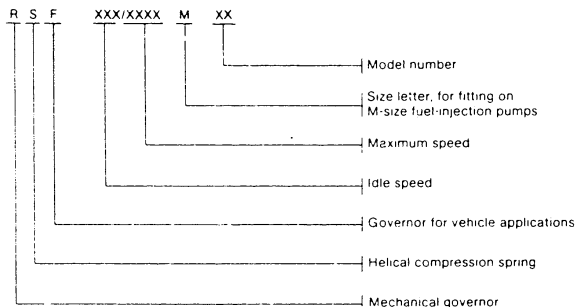 R S F XXX/XXXX M XX
Model number
Size letter, for fitting on
M-size fuel-injection pumps
Maximum speed
Idle speed
Governor for vehicle applications
Helical compression spring
Mechanical governor